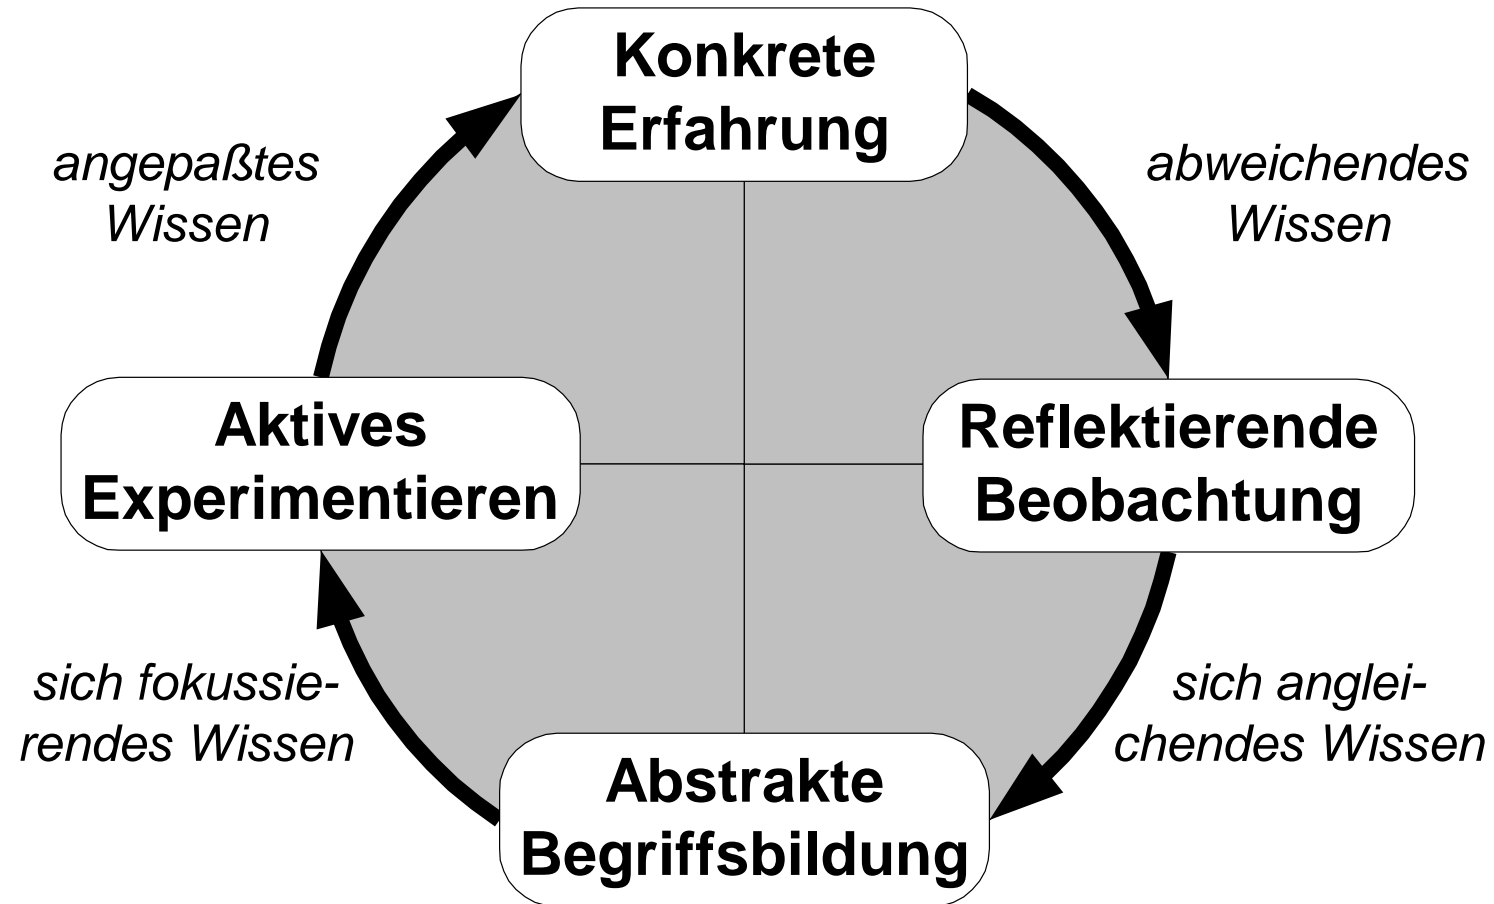 Konkrete
Erfahrung
angepaßtes
Wissen
abweichendes
Wissen
Aktives
Experimentieren
Reflektierende
Beobachtung
sich fokussie-
rendes Wissen
sich anglei-
chendes Wissen
Abstrakte
Begriffsbildung